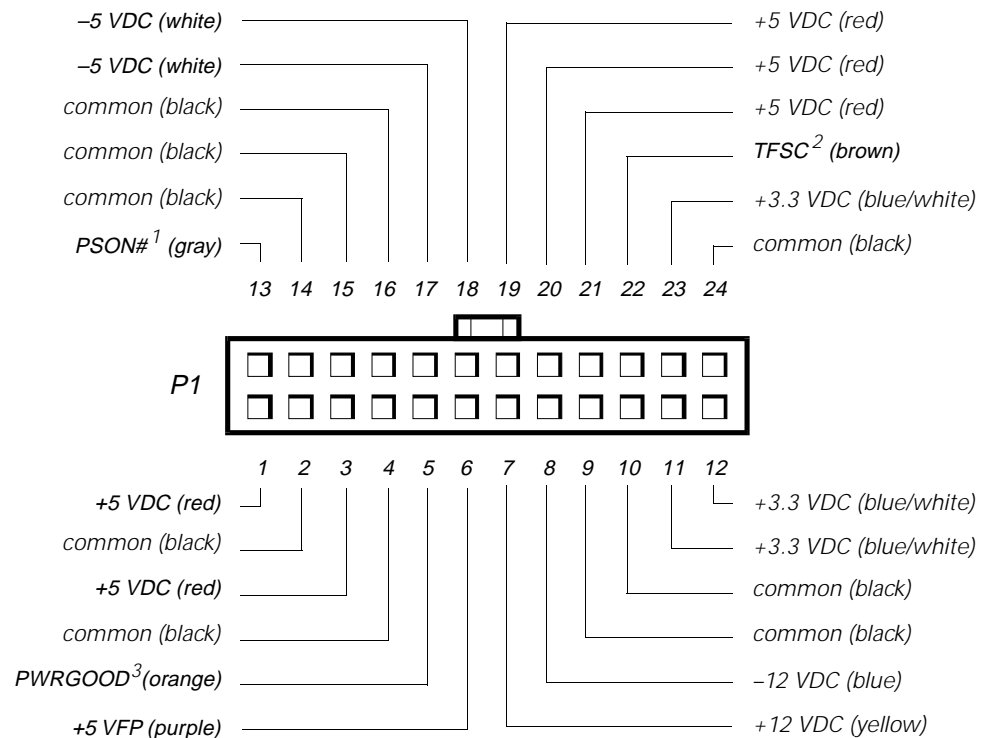 –5 VDC (white)
+5 VDC (red)
–5 VDC (white)
+5 VDC (red)
common (black)
+5 VDC (red)
common (black)
TFSC2 (brown)
common (black)
+3.3 VDC (blue/white)
PSON#1 (gray)
common (black)
13 14 15 16 17 18 19 20 21 22 23 24
P1
1 2 3 4 5 6 7 8 9 10 11 12
+5 VDC (red)
+3.3 VDC (blue/white)
common (black)
+3.3 VDC (blue/white)
+5 VDC (red)
common (black)
common (black)
common (black)
PWRGOOD3(orange)
–12 VDC (blue)
+5 VFP (purple)
+12 VDC (yellow)